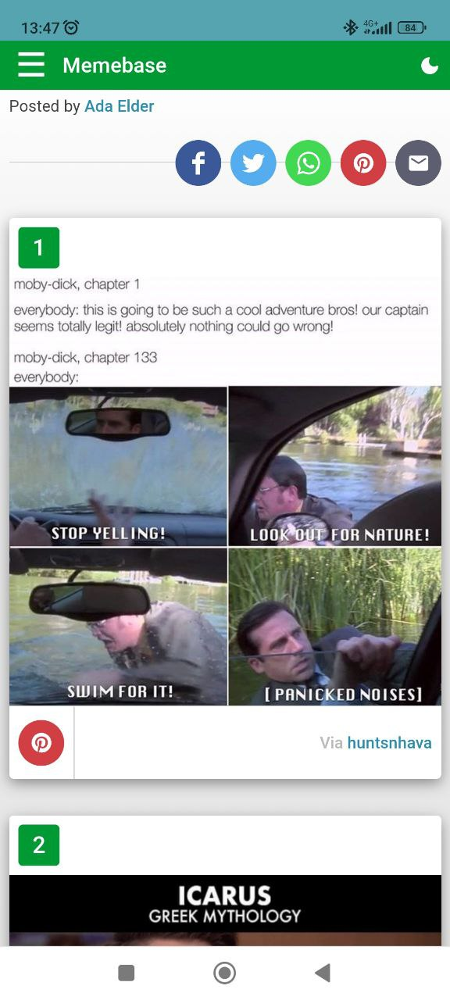 13:47
4G+
84
Memebase
Posted by Ada Elder
1
moby-dick, chapter 1
everybody: this is going to be such a cool adventure bros! our captain
seems totally legit! absolutely nothing could go wrong!
moby-dick, chapter 133
everybody:
STOP YELLING!
LOOK OUT FOR NATURE!
SWIM FOR IT!
[PANICKED NOISES]
Via huntsnhava
2
ICARUS
GREEK MYTHOLOGY